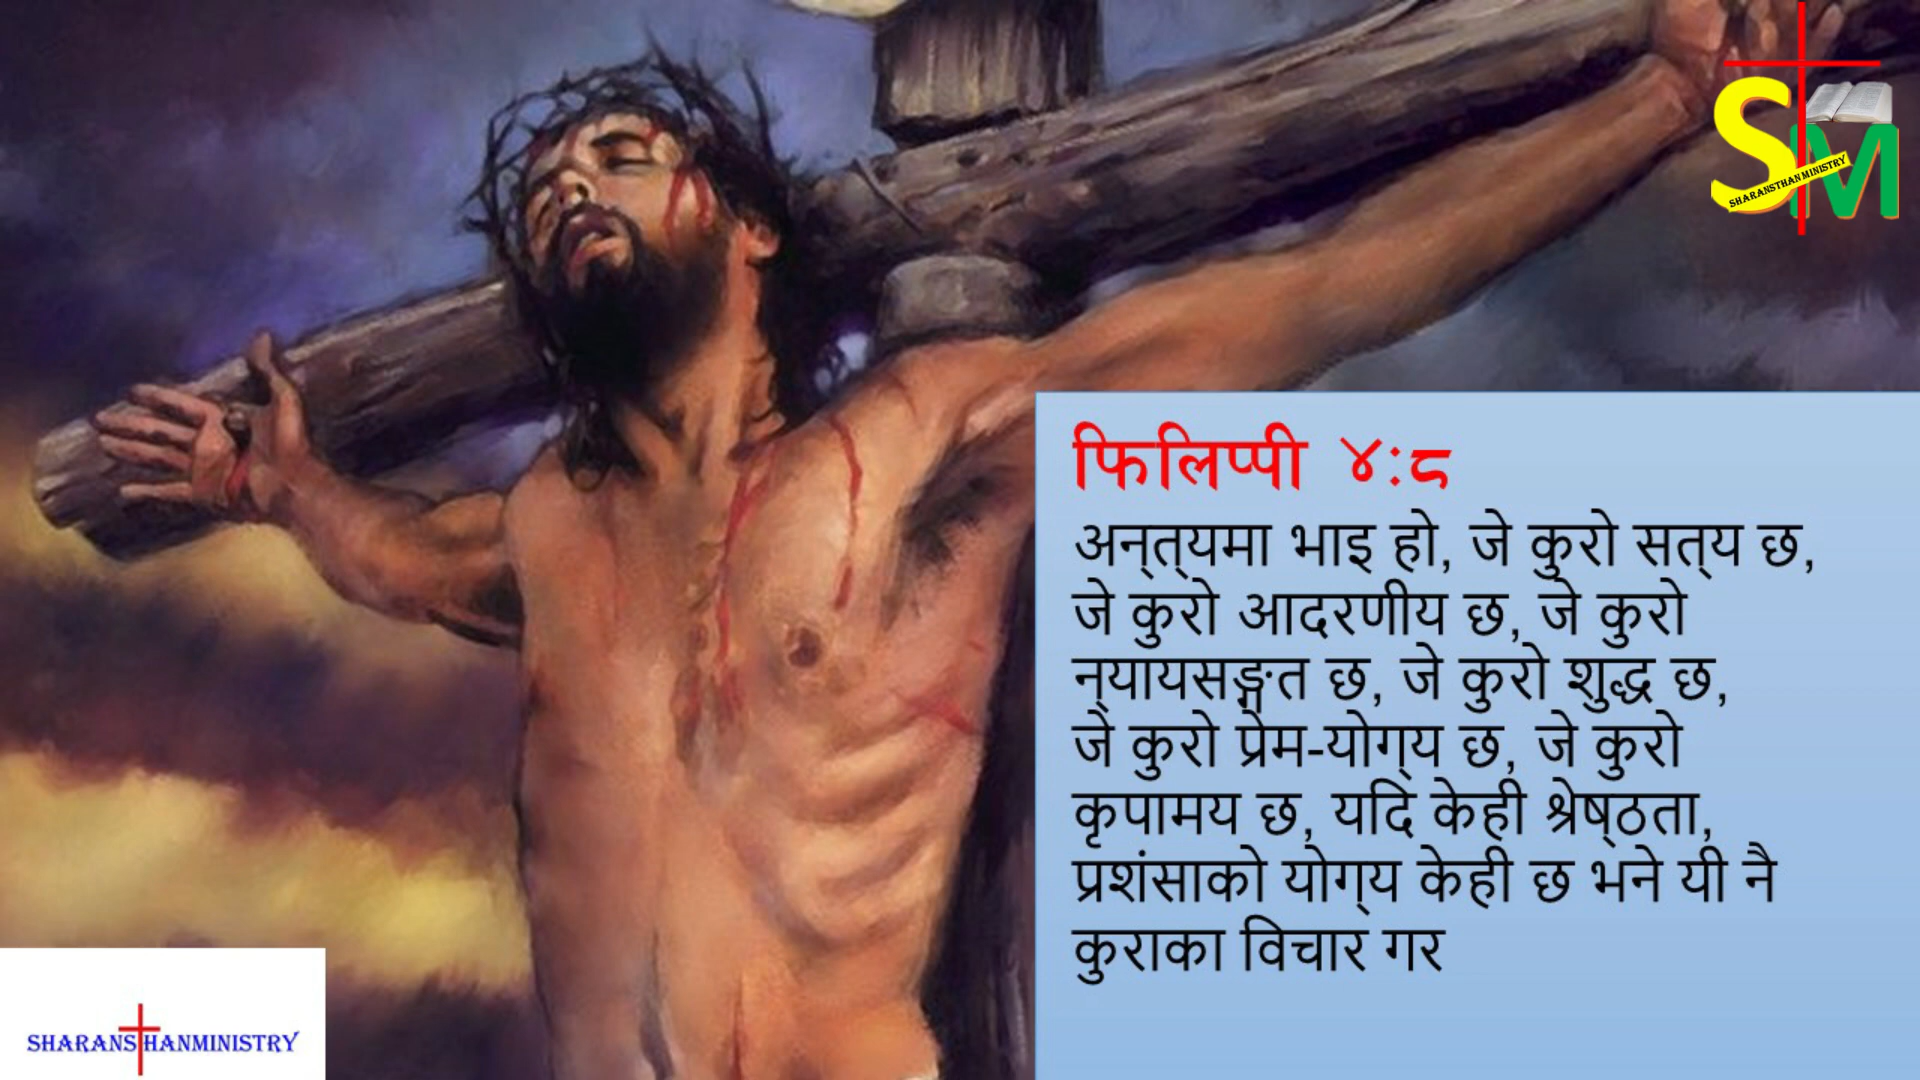 SHARANSTHAN MINISTRY
फिलिप्पी ४:८
अन्त्यमा भाइ हो, जे कुरो सत्य छ,
जे कुरो आदरणीय छ, जे कुरो
न्यायसङ्गत छ, जे कुरो शुद्ध छ,
जे कुरो प्रेम-योग्य छ, जे कुरो
कृपामय छ, यदि केही श्रेष्ठता,
प्रशंसाको योग्य केही छ भने यी नै
कुराका विचार गर
SHARANSTHANMINISTRY